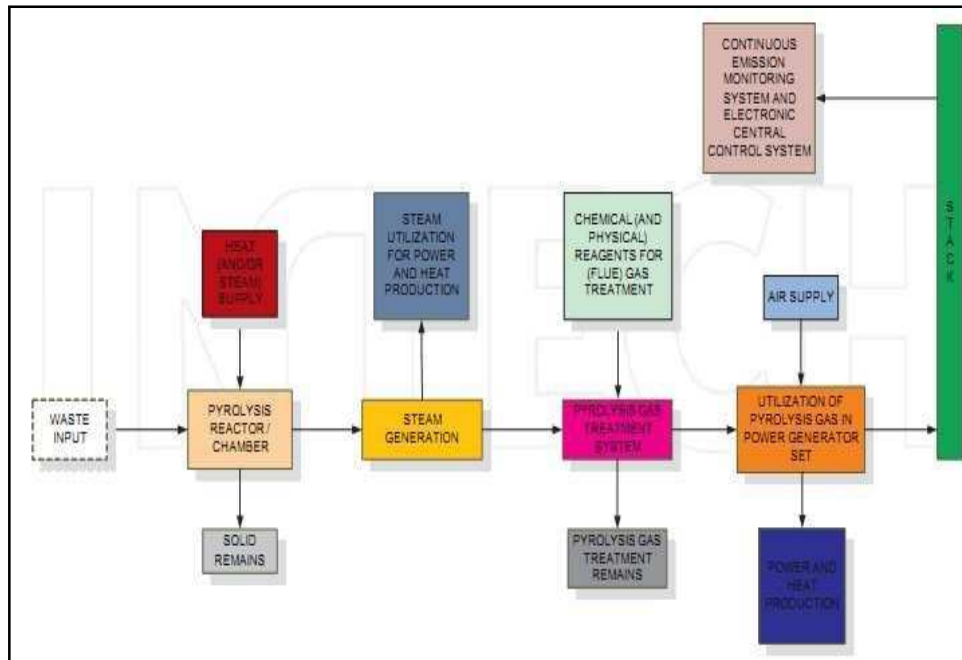 CONTINUOUS
EMISSION
MONITORING
SYSTEM AND
ELECTRONIC
CENTRAL
CONTROL SYSTEM
S
T
A
C
K
INTECH
HEAT
(AND/OR
STEAM)
SUPPLY
STEAM
UTILIZATION
FOR POWER
AND HEAT
PRODUCTION
CHEMICAL (AND
PHYSICAL)
REAGENTS FOR
(FLUE) GAS
TREATMENT
AIR SUPPLY
WASTE
INPUT
PYROLYSIS
REACTOR /
CHAMBER
STEAM
GENERATION
PYROLYSIS GAS
TREATMENT
SYSTEM
UTILIZATION OF
PYROLYSIS GAS IN
POWER GENERATOR
SET
SOLID
REMAINS
PYROLYSIS GAS
TREATMENT
REMAINS
POWER AND
HEAT
PRODUCTION